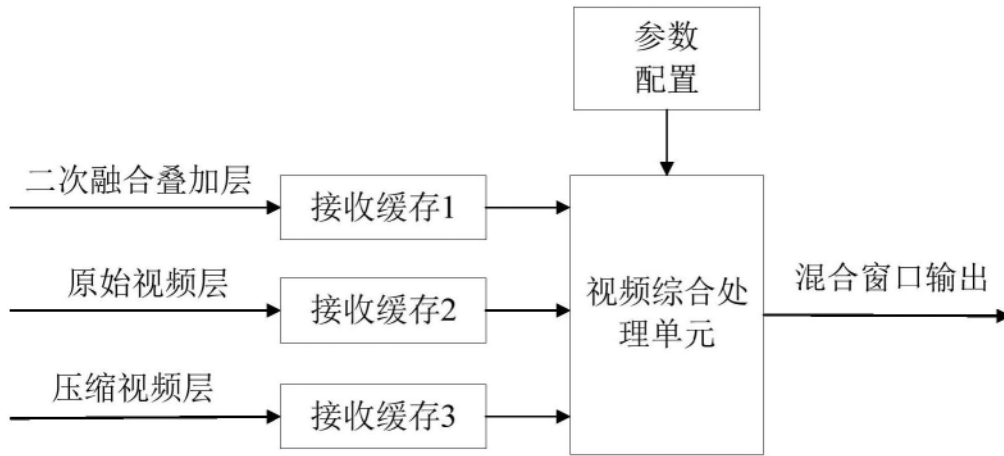 参数
配置
二次融合叠加层
接收缓存1
原始视频层
接收缓存2
视频综合处
理单元
混合窗口输出
压缩视频层
接收缓存3